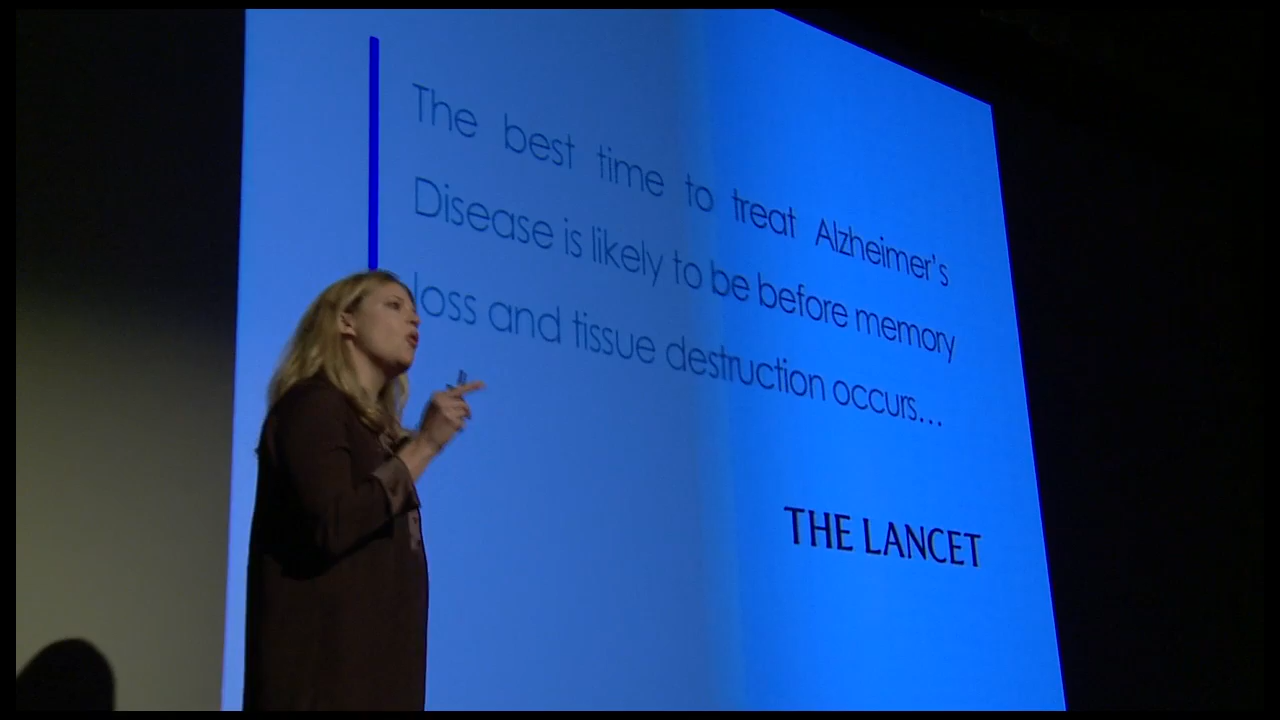 The best time to treat Alzheimer's
Disease is likely to be before memory
loss and tissue destruction occurs...
THE LANCET